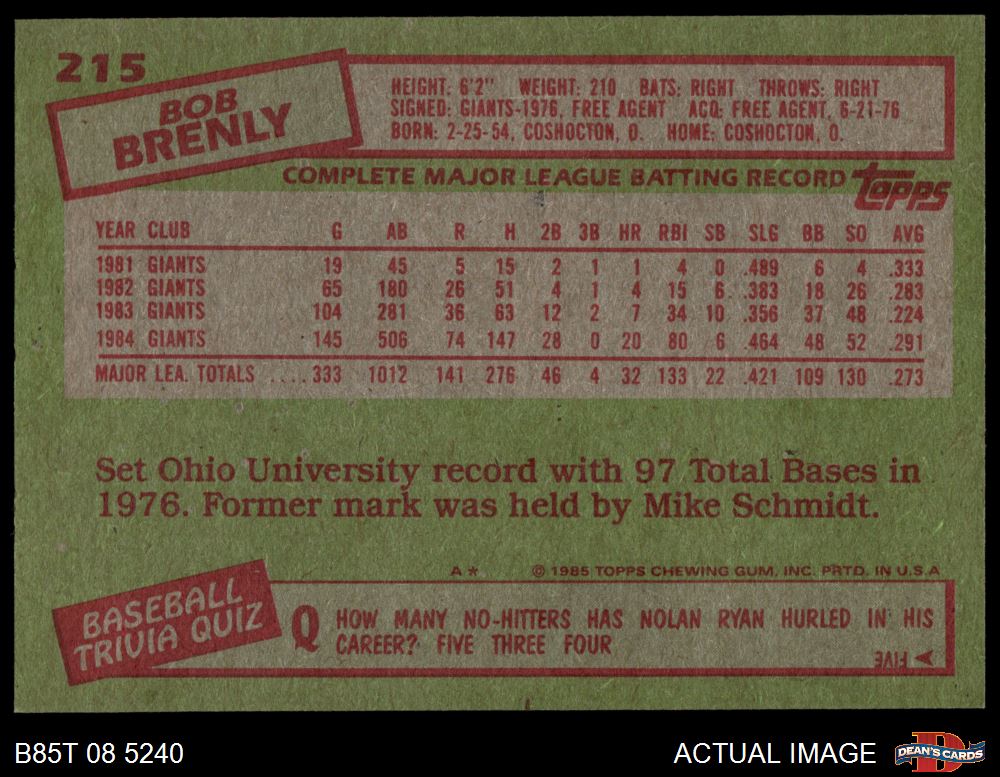 215
BOB
BRENLY
HEIGHT: 6'2" WEIGHT: 210 BATS: RIGHT THROWS: RIGHT
SIGNED: GIANTS-1976, FREE AGENT ACQ: FREE AGENT, 6-21-76
BORN: 2-25-54, COSHOCTON, O. HOME: COSHOCTON, O.
COMPLETE MAJOR LEAGUE BATTING RECORD topps
YEAR CLUB G AB R H 2B 3B HR RBI SB SLG BB SO AVG
1981 GIANTS 19 45 5 15 2 1 1 4 0 .489 6 4 .333
1982 GIANTS 65 180 26 51 4 1 4 15 6 .383 18 26 .283
1983 GIANTS 104 281 36 63 12 2 7 34 10 .356 37 48 .224
1984 GIANTS 145 506 74 147 28 0 20 80 6 .464 48 52 .291
MAJOR LEA. TOTALS .... 333 1012 141 276 46 4 32 133 22 .421 109 130 .273
Set Ohio University record with 97 Total Bases in
1976. Former mark was held by Mike Schmidt.
A * © 1985 TOPPS CHEWING GUM, INC. PRTD. IN U.S.A
BASEBALL
TRIVIA QUIZ
Q HOW MANY NO-HITTERS HAS NOLAN RYAN HURLED IN HIS
CAREER? FIVE THREE FOUR
FIVE
B85T 08 5240 ACTUAL IMAGE D DEAN'S CARDS